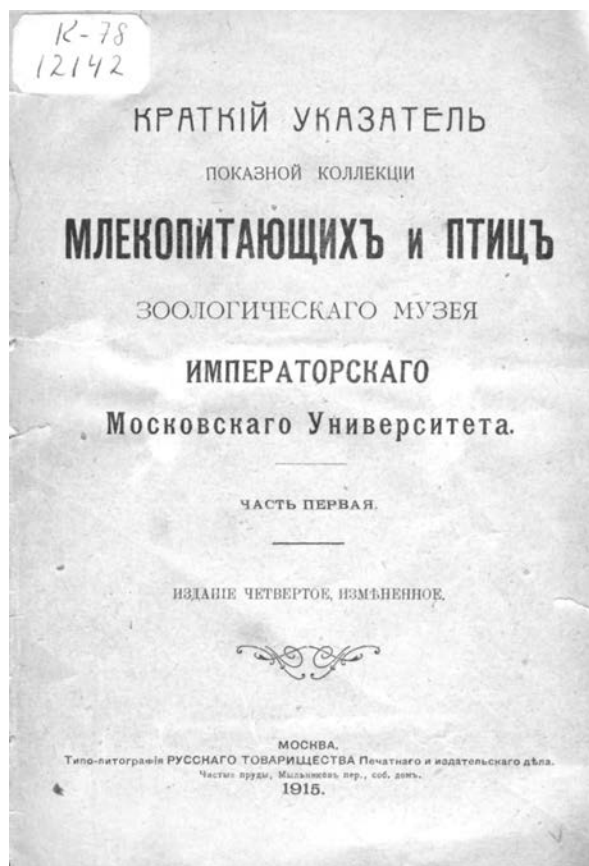 К-78
12142
КРАТКІЙ УКАЗАТЕЛЬ
ПОКАЗНОЙ КОЛЛЕКЦІИ
МЛЕКОПИТАЮЩИХЪ и ПТИЦЪ
ЗООЛОГИЧЕСКАГО МУЗЕЯ
ИМПЕРАТОРСКАГО
Московскаго Университета.
ЧАСТЬ ПЕРВАЯ.
ИЗДАНІЕ ЧЕТВЕРТОЕ, ИЗМѢНЕННОЕ.
МОСКВА.
Типо-литографія РУССКАГО ТОВАРИЩЕСТВА Печатнаго и издательскаго дѣла.
Чистые пруды, Мыльниковъ пер., соб. домъ.
1915.